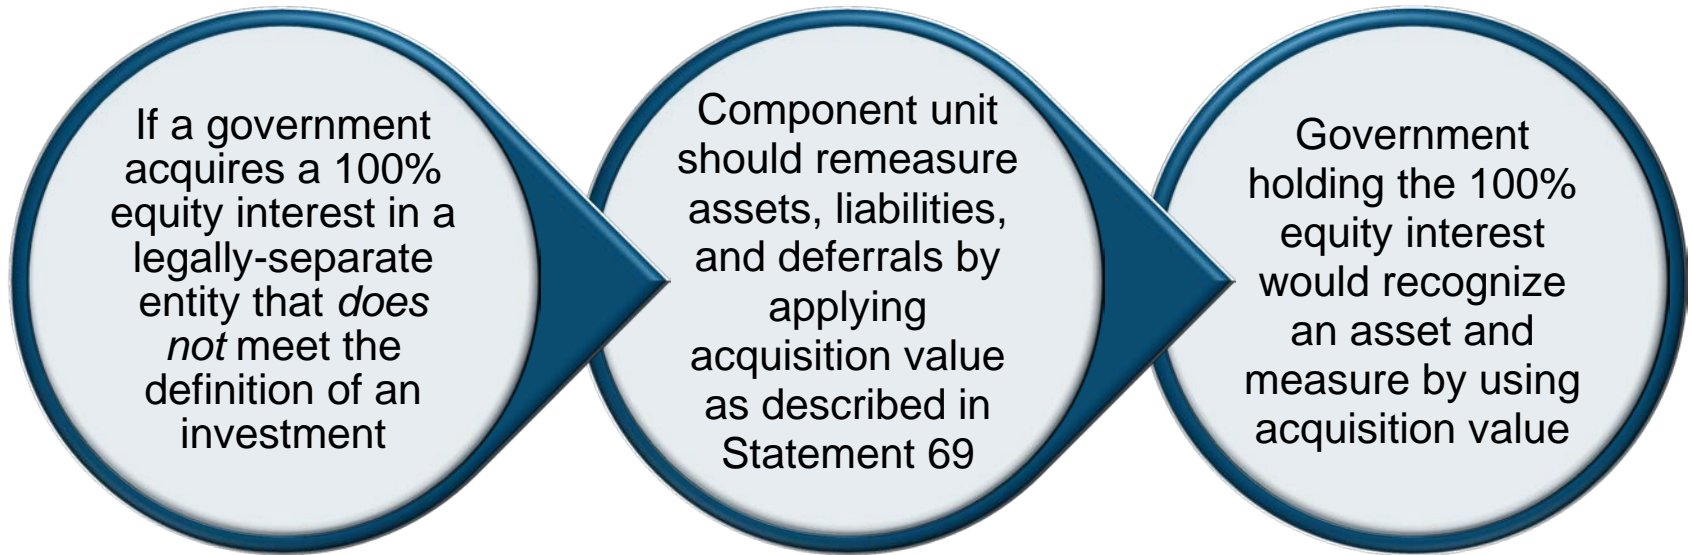 If a government
acquires a 100%
equity interest in a
legally-separate
entity that does
not meet the
definition of an
investment
Component unit
should remeasure
assets, liabilities,
and deferrals by
applying
acquisition value
as described in
Statement 69
Government
holding the 100%
equity interest
would recognize
an asset and
measure by using
acquisition value